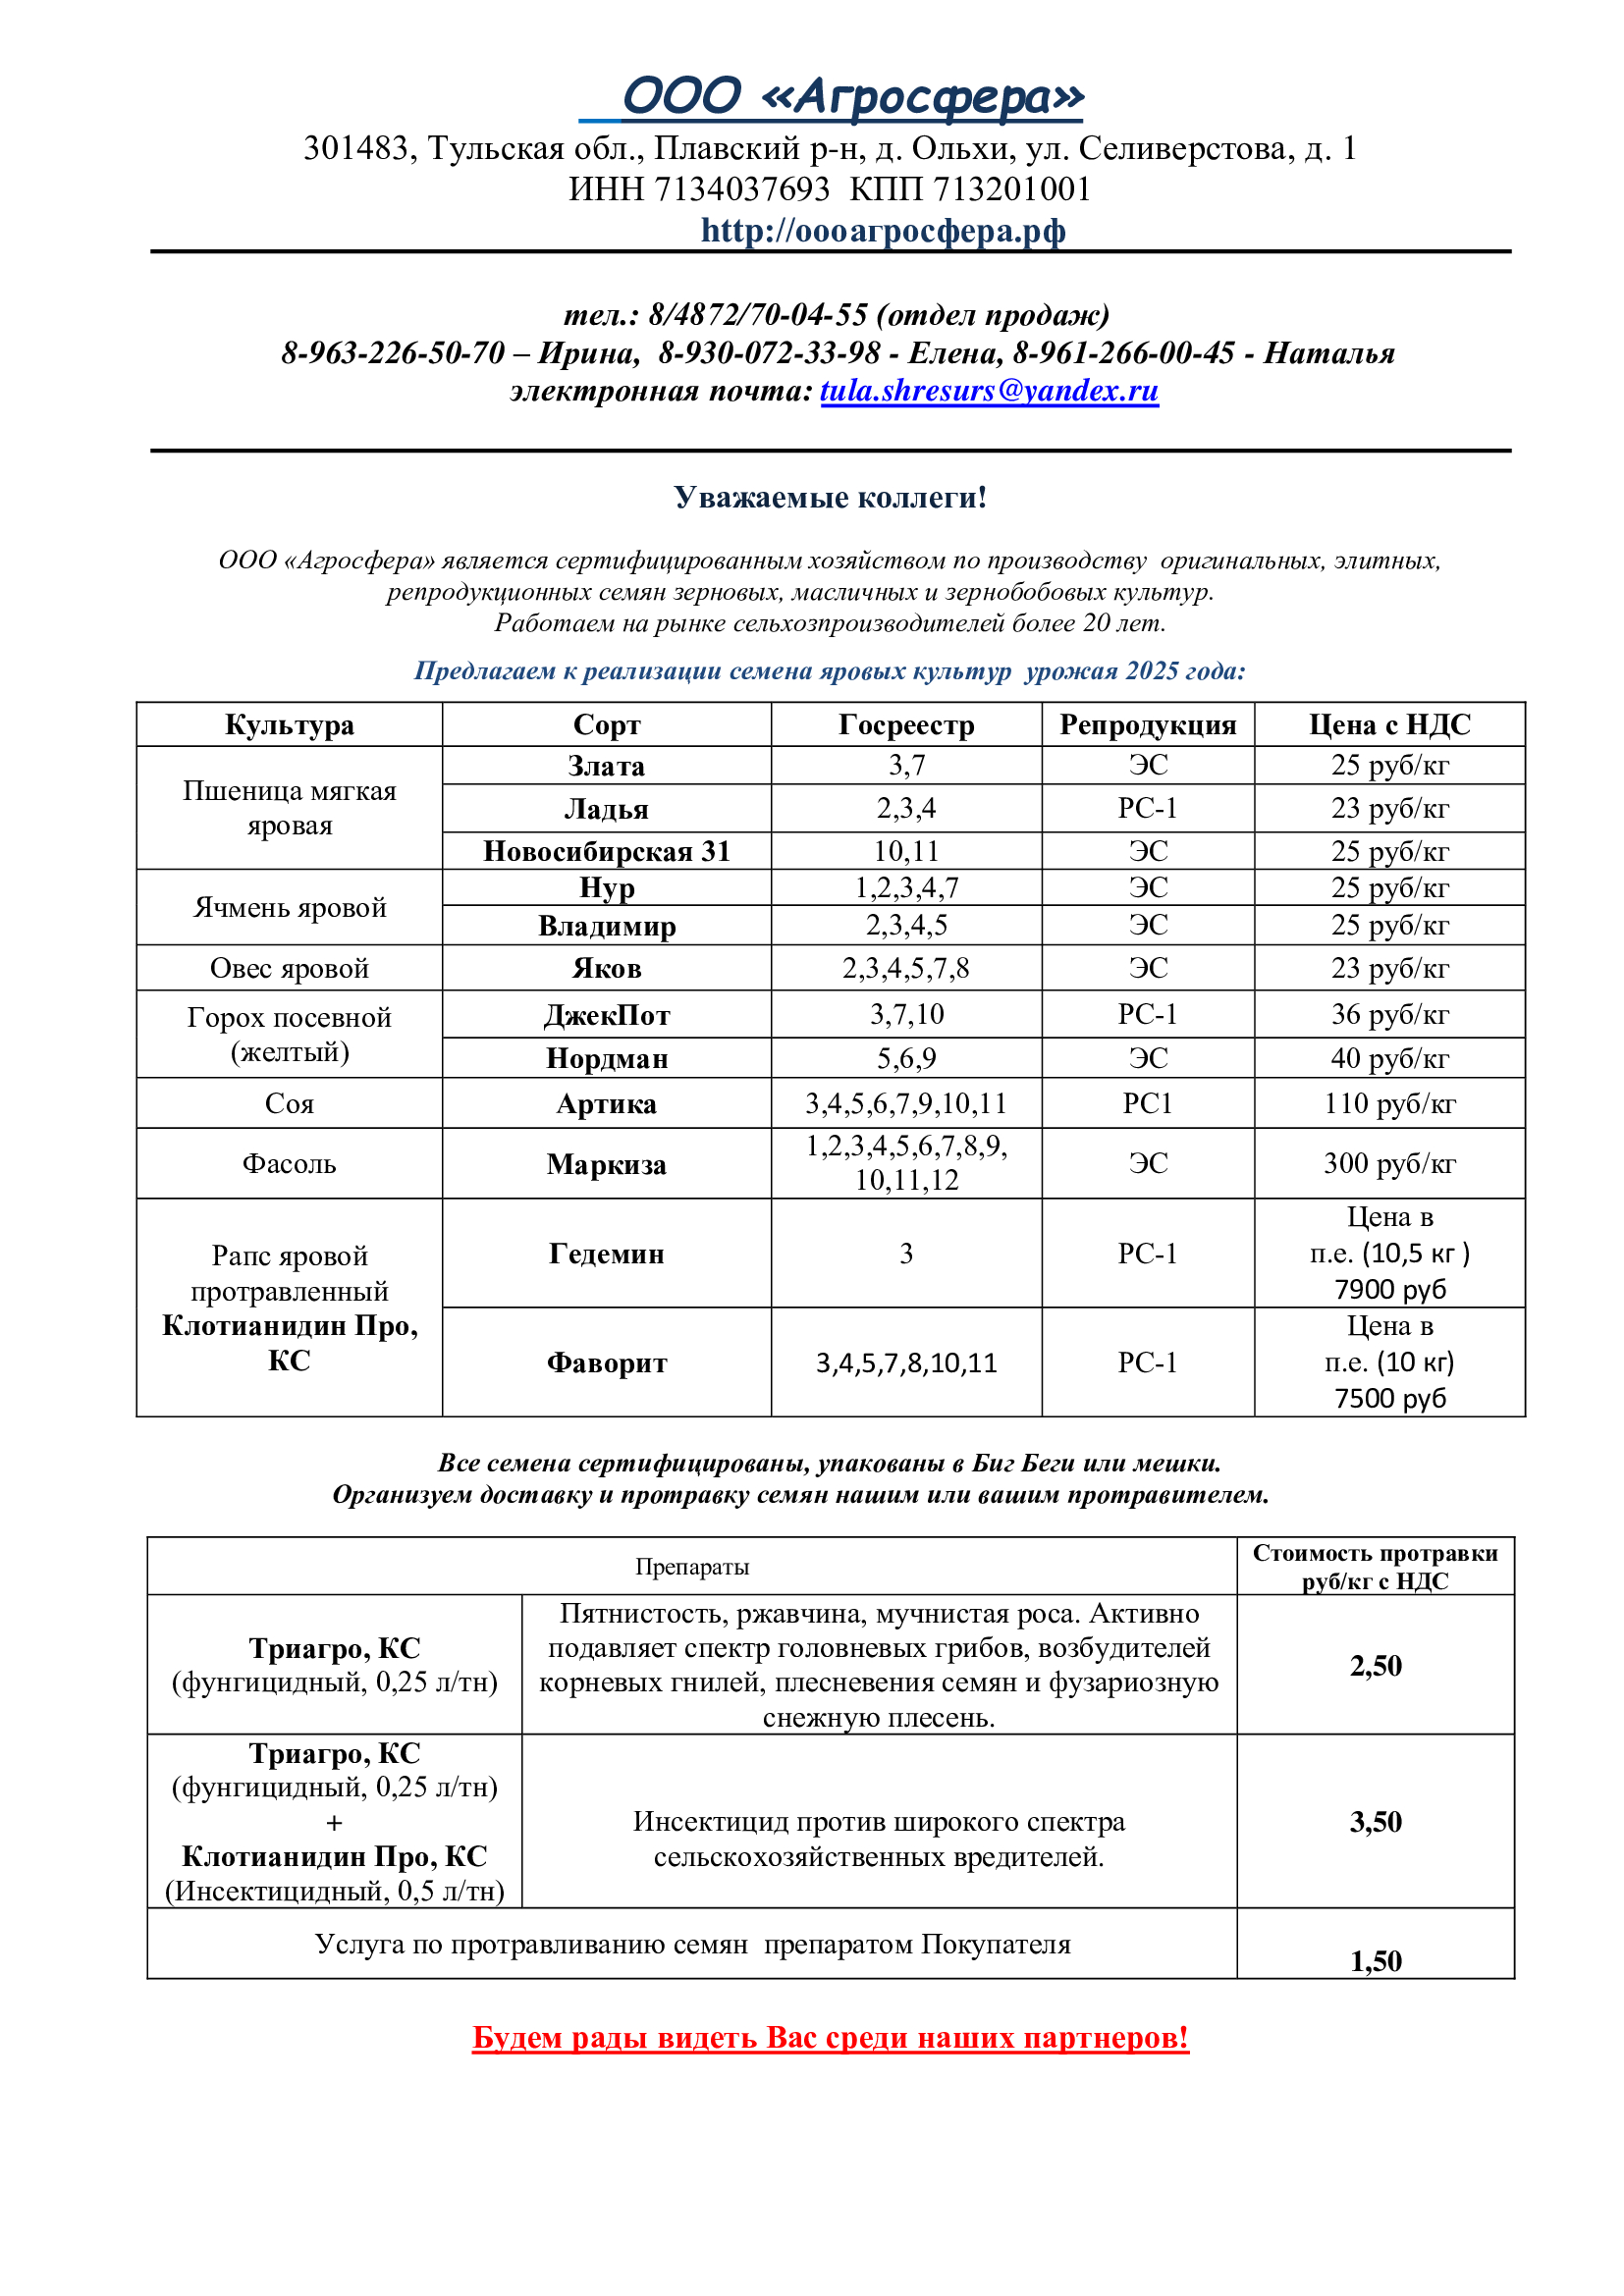 ООО «Агросфера»
301483, Тульская обл., Плавский р-н, д. Ольхи, ул. Селиверстова, д. 1
ИНН 7134037693 КПП 713201001
http://оооагросфера.рф
тел.: 8/4872/70-04-55 (отдел продаж)
8-963-226-50-70 – Ирина, 8-930-072-33-98 - Елена, 8-961-266-00-45 - Наталья
электронная почта: tula.shresurs@yandex.ru
Уважаемые коллеги!
ООО «Агросфера» является сертифицированным хозяйством по производству оригинальных, элитных,
репродукционных семян зерновых, масличных и зернобобовых культур.
Работаем на рынке сельхозпроизводителей более 20 лет.
Предлагаем к реализации семена яровых культур урожая 2025 года:
Культура Сорт Госреестр Репродукция Цена с НДС
Пшеница мягкая
яровая
Злата 3,7 ЭС 25 руб/кг
Ладья 2,3,4 РС-1 23 руб/кг
Новосибирская 31 10,11 ЭС 25 руб/кг
Ячмень яровой
Нур 1,2,3,4,7 ЭС 25 руб/кг
Владимир 2,3,4,5 ЭС 25 руб/кг
Овес яровой Яков 2,3,4,5,7,8 ЭС 23 руб/кг
Горох посевной
(желтый)
ДжекПот 3,7,10 РС-1 36 руб/кг
Нордман 5,6,9 ЭС 40 руб/кг
Соя Артика 3,4,5,6,7,9,10,11 РС1 110 руб/кг
Фасоль Маркиза 1,2,3,4,5,6,7,8,9,
10,11,12 ЭС 300 руб/кг
Рапс яровой
протравленный
Клотианидин Про,
КС
Гедемин 3 РС-1 Цена в
п.е. (10,5 кг )
7900 руб
Фаворит 3,4,5,7,8,10,11 РС-1 Цена в
п.е. (10 кг)
7500 руб
Все семена сертифицированы, упакованы в Биг Беги или мешки.
Организуем доставку и протравку семян нашим или вашим протравителем.
Препараты Стоимость протравки
руб/кг с НДС
Триагро, КС
(фунгицидный, 0,25 л/тн)
Пятнистость, ржавчина, мучнистая роса. Активно
подавляет спектр головневых грибов, возбудителей
корневых гнилей, плесневения семян и фузариозную
снежную плесень.
2,50
Триагро, КС
(фунгицидный, 0,25 л/тн)
+
Клотианидин Про, КС
(Инсектицидный, 0,5 л/тн)
Инсектицид против широкого спектра
сельскохозяйственных вредителей.
3,50
Услуга по протравливанию семян препаратом Покупателя
1,50
Будем рады видеть Вас среди наших партнеров!